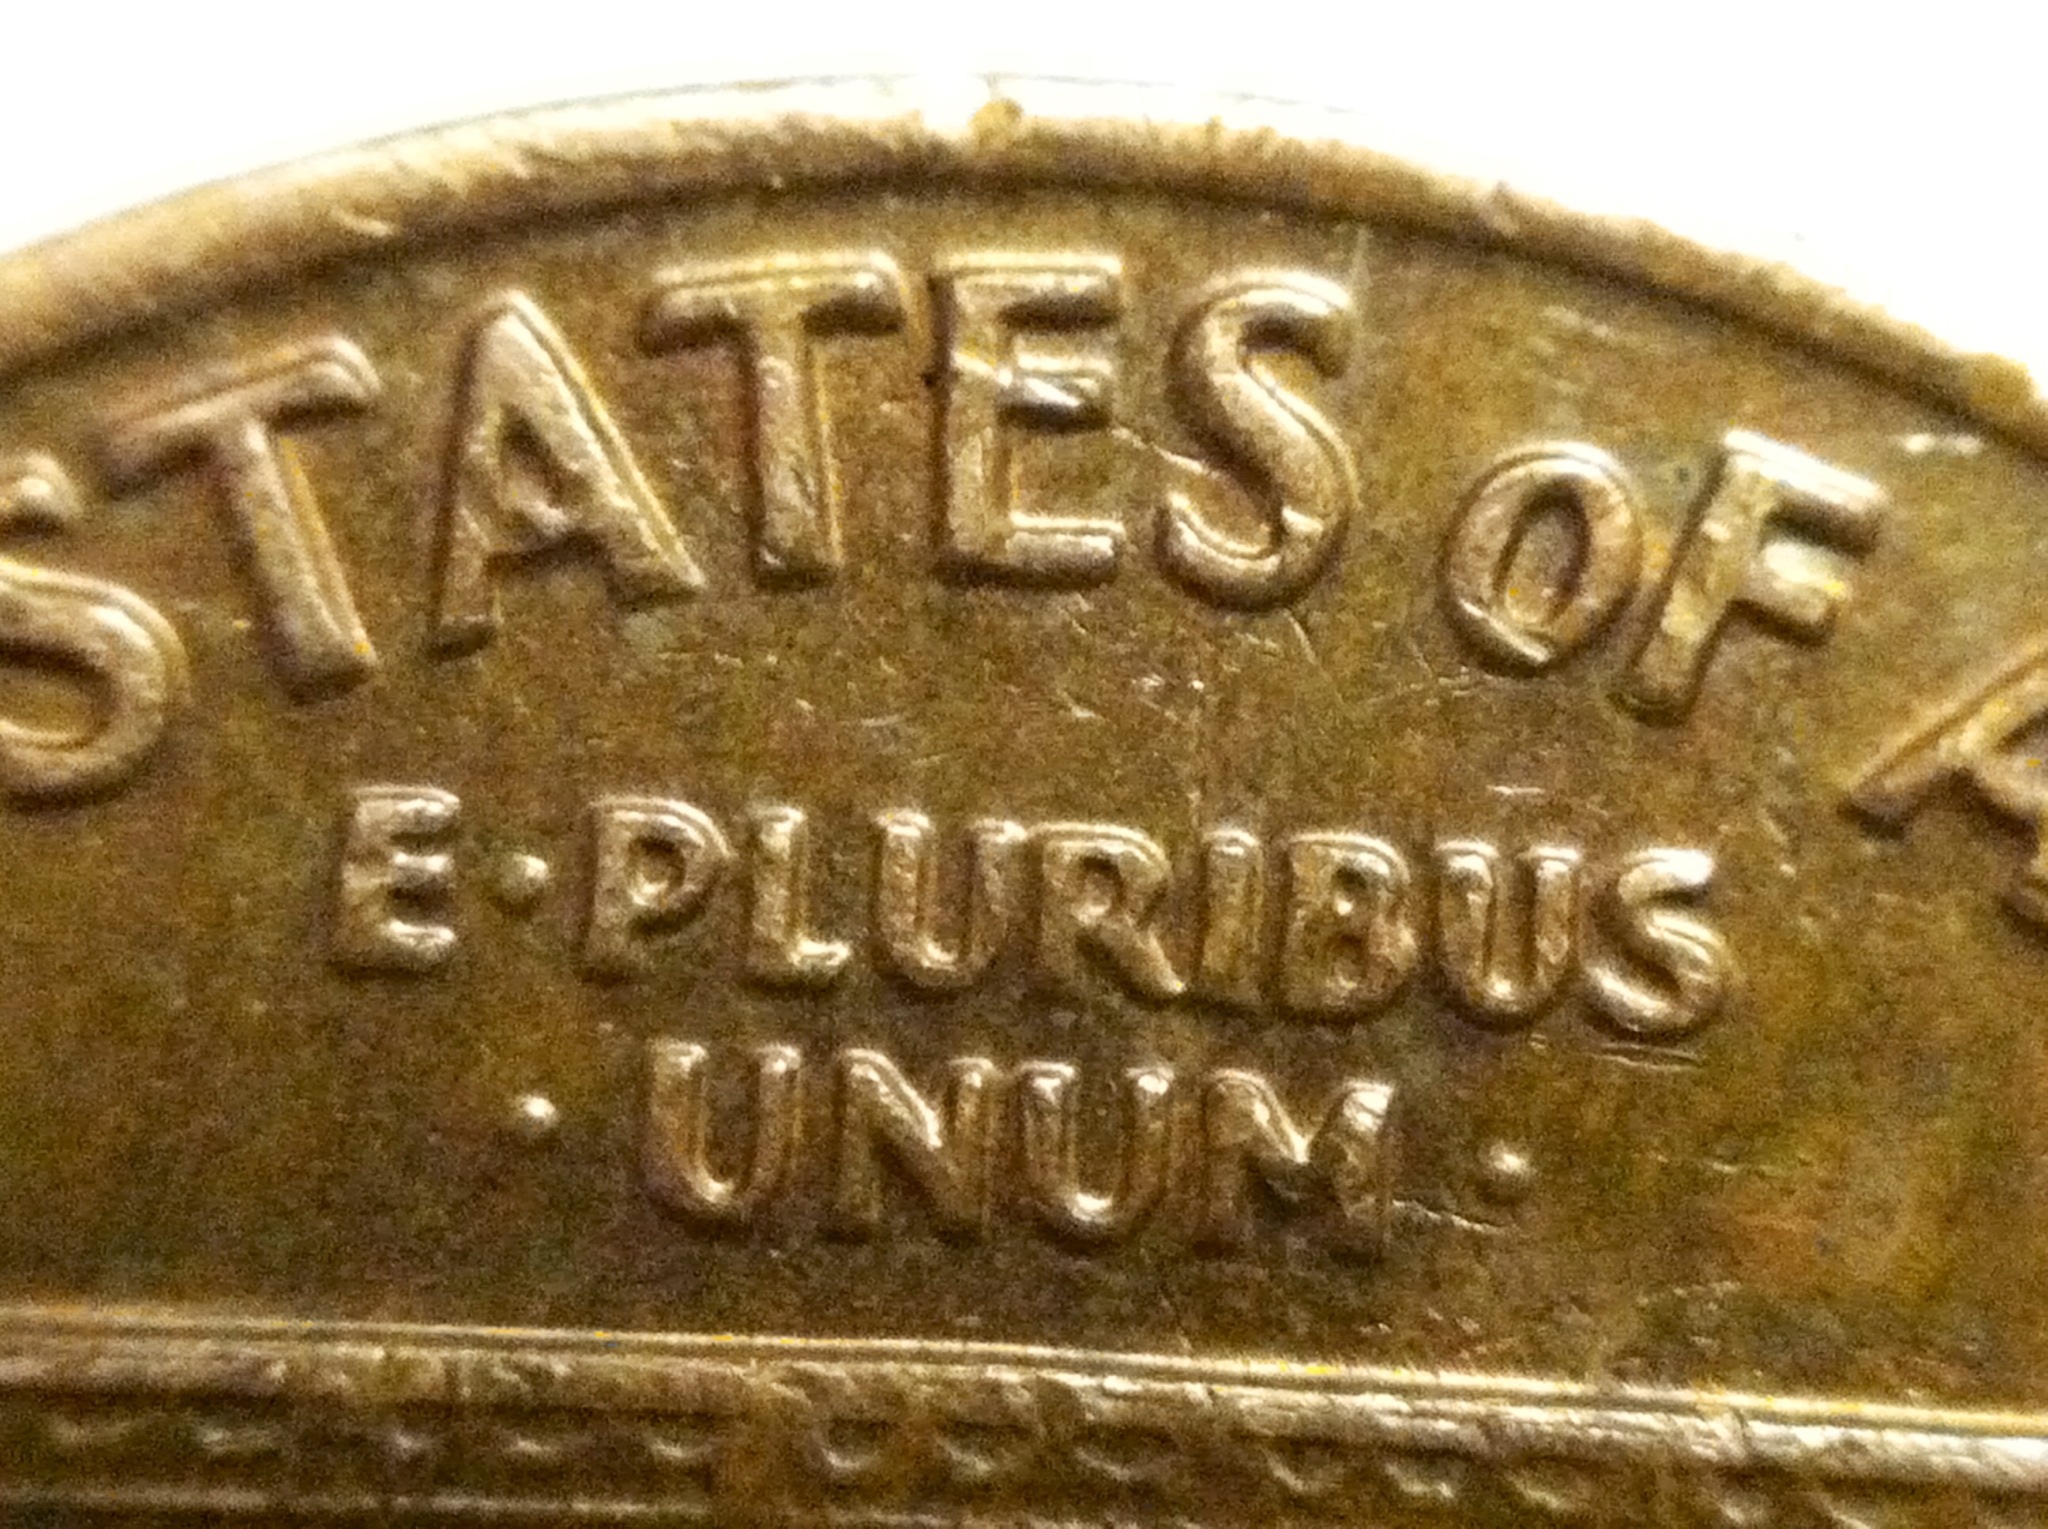 STATES OF A
E·PLURIBUS
·UNUM·